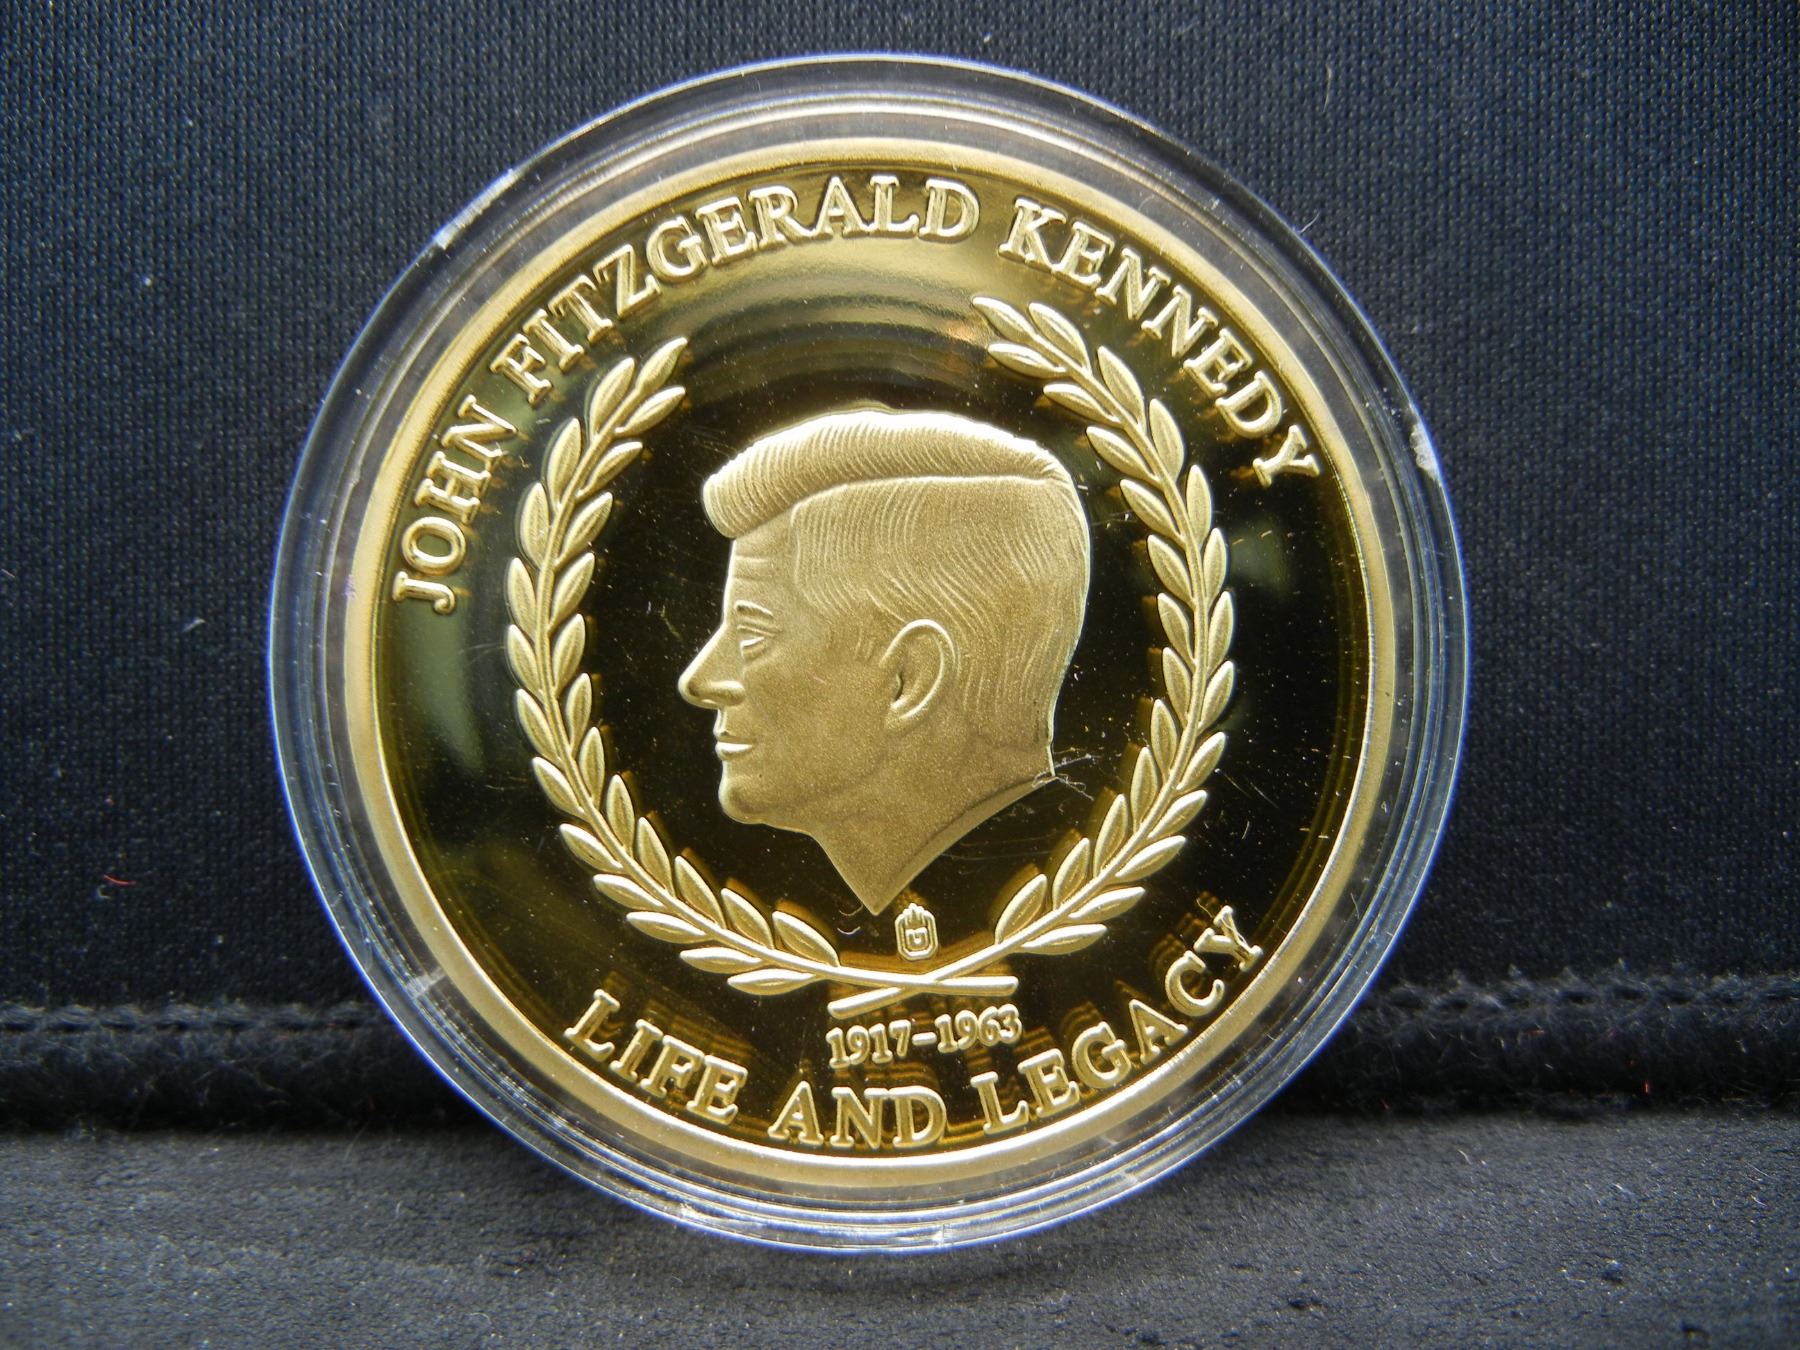 JOHN FITZGERALD KENNEDY
1917-1963
LIFE AND LEGACY